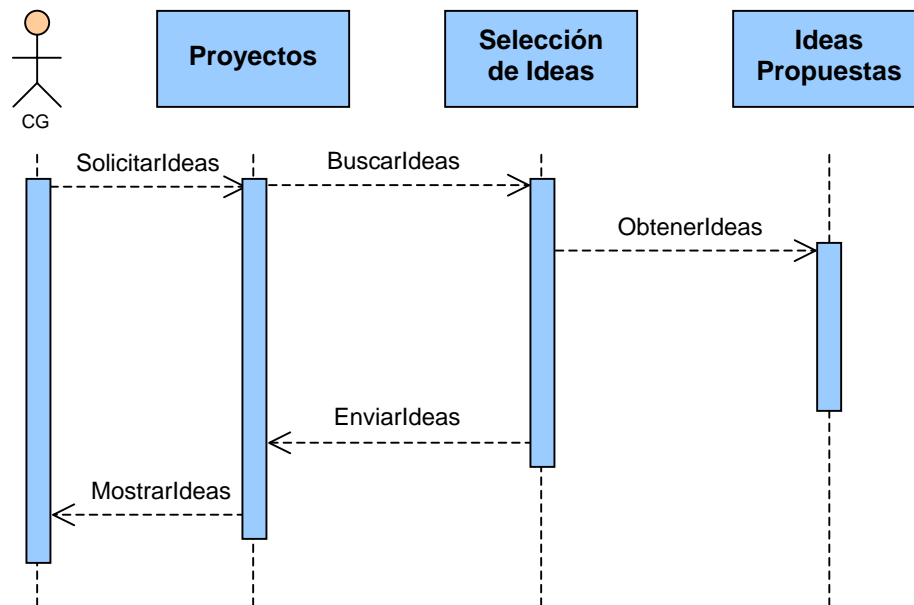 Proyectos
Selección
de Ideas
Ideas
Propuestas
CG
SolicitarIdeas
BuscarIdeas
ObtenerIdeas
EnviarIdeas
MostrarIdeas